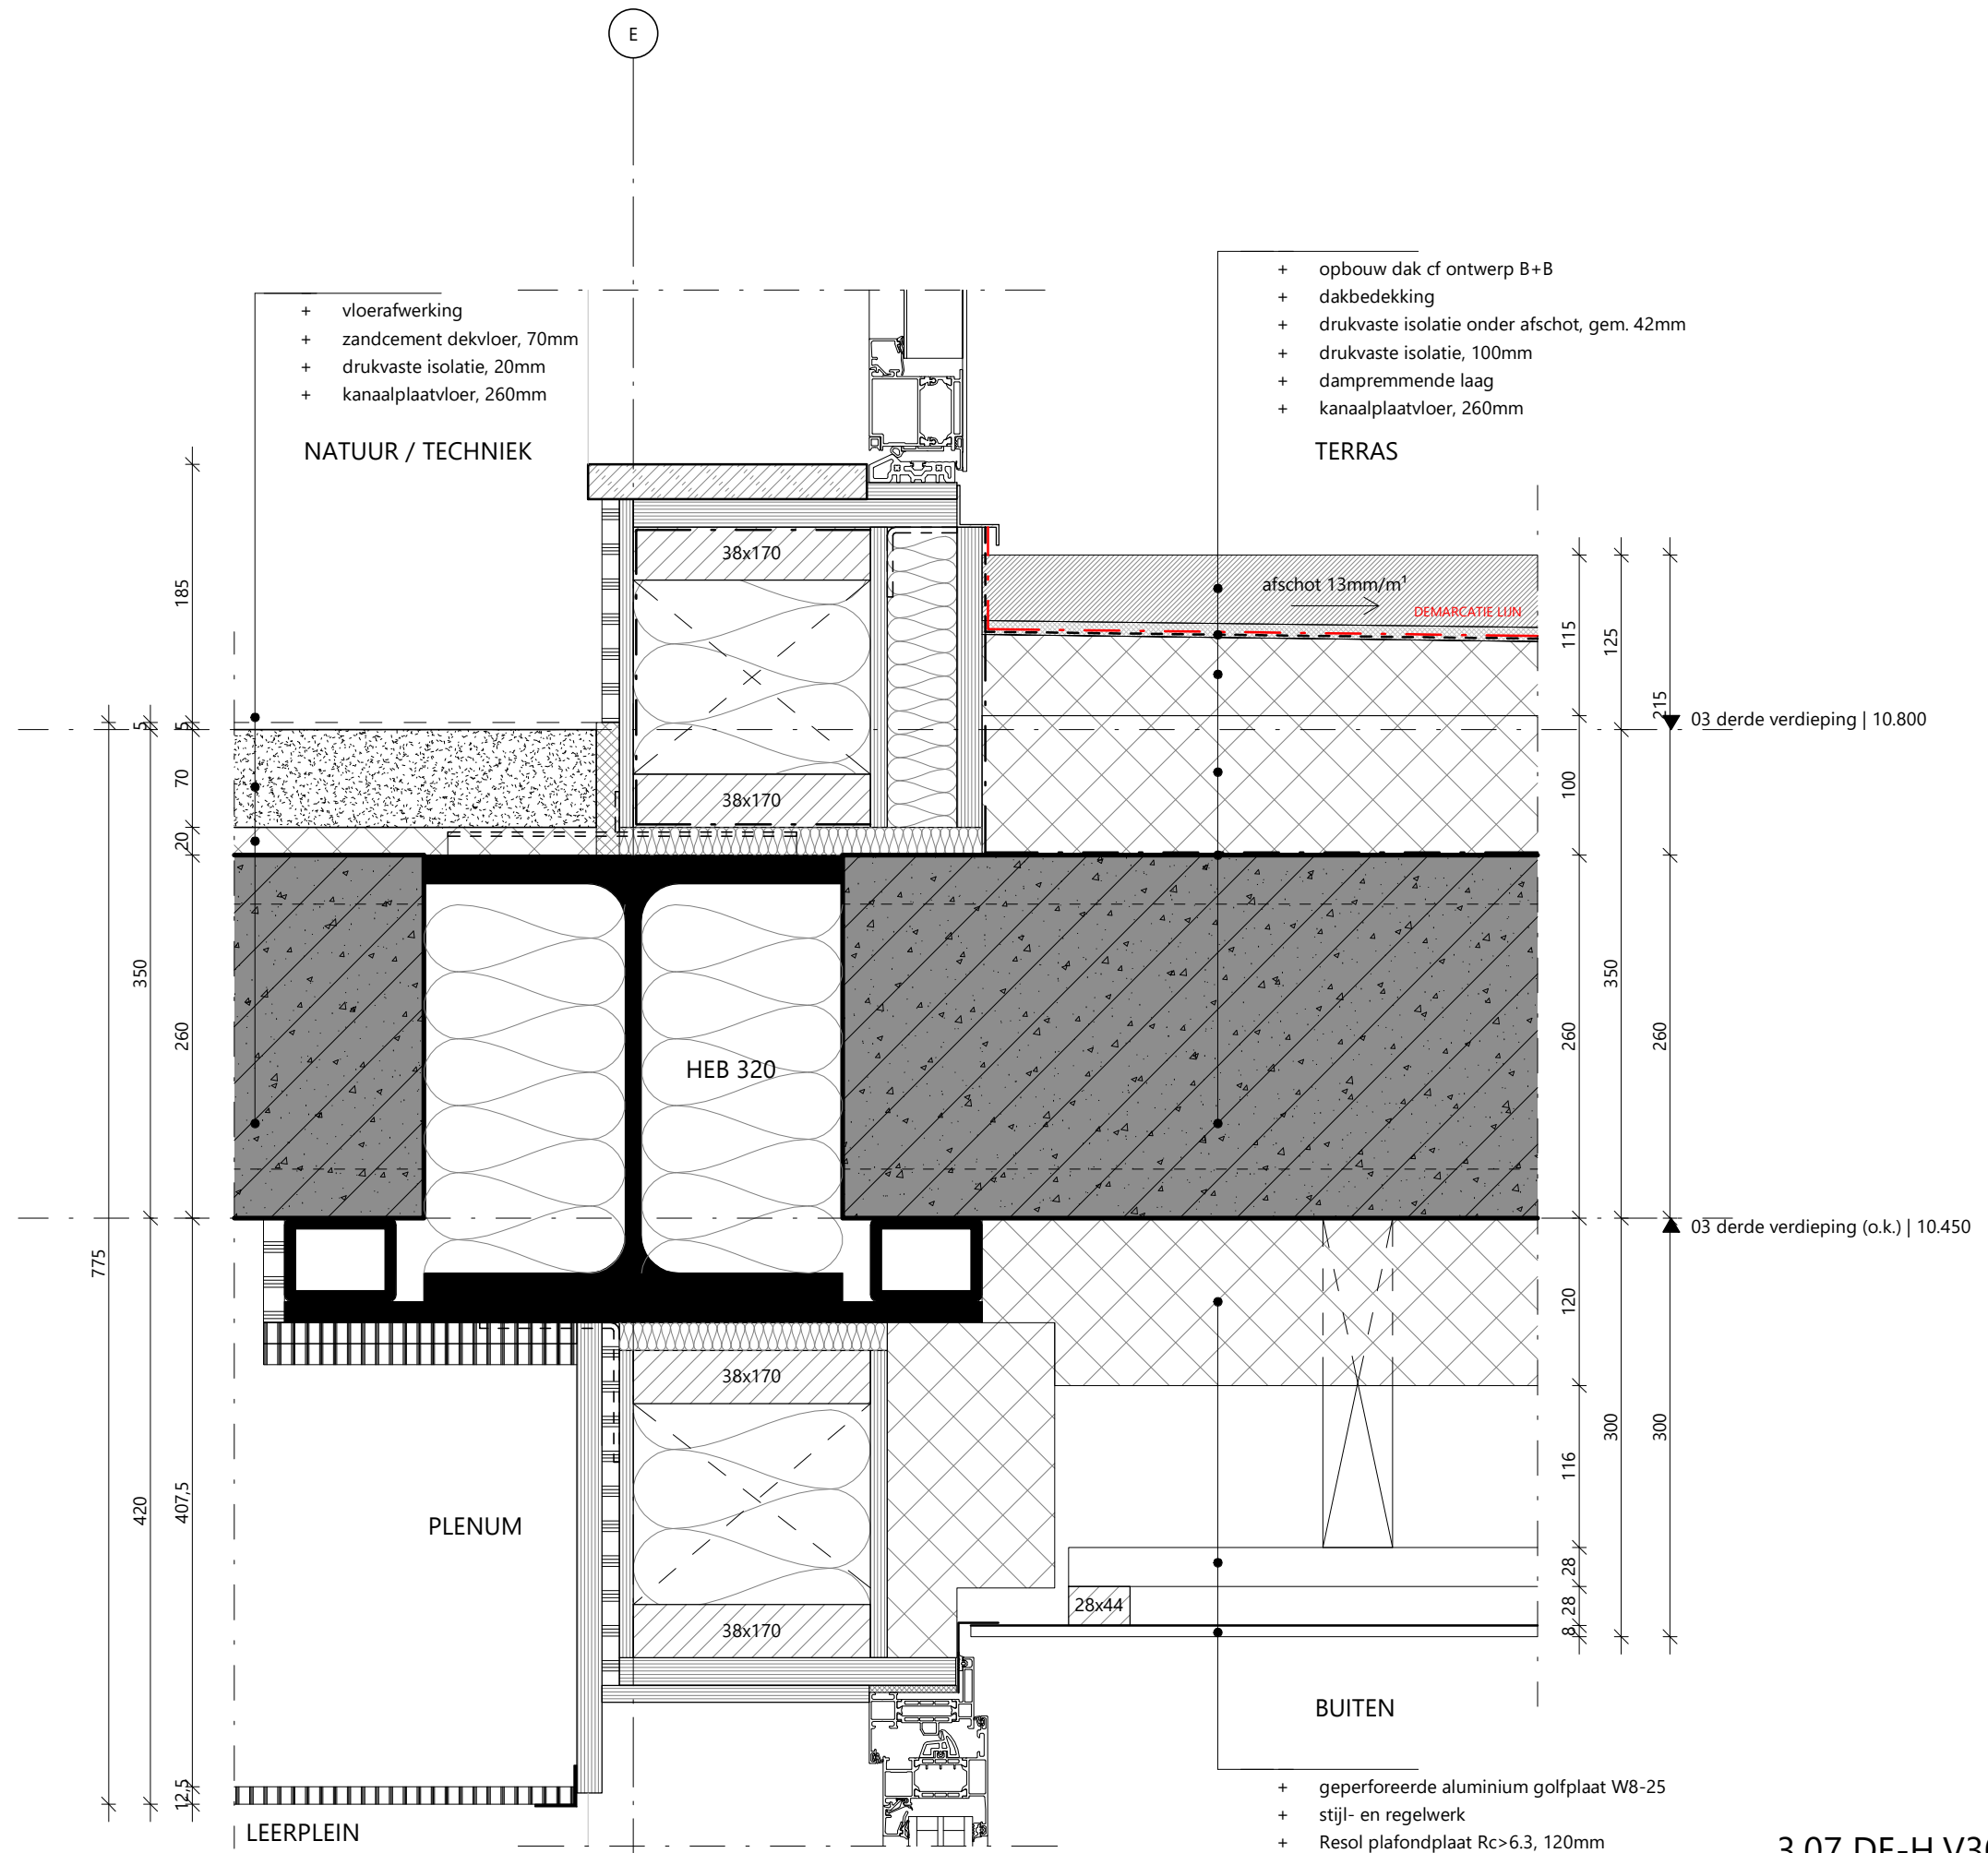 E
+ opbouw dak cf ontwerp B+B
+ dakbedekking
+ drukvaste isolatie onder afschot, gem. 42mm
+ drukvaste isolatie, 100mm
+ dampremmende laag
+ kanaalplaatvloer, 260mm
TERRAS
+ vloerafwerking
+ zandcement dekvloer, 70mm
+ drukvaste isolatie, 20mm
+ kanaalplaatvloer, 260mm
NATUUR / TECHNIEK
38x170
afschot 13mm/m¹
DEMARCATIE LIJN
185
115
125
215
03 derde verdieping | 10.800
5
5
70
100
38x170
20
350
260
HEB 320
260
350
260
03 derde verdieping (o.k.) | 10.450
775
120
38x170
420
407,5
PLENUM
116
300
300
28
28x44
28
8
38x170
BUITEN
12,5
LEERPLEIN
+ geperforeerde aluminium golfplaat W8-25
+ stijl- en regelwerk
+ Resol plafondplaat Rc>6.3, 120mm